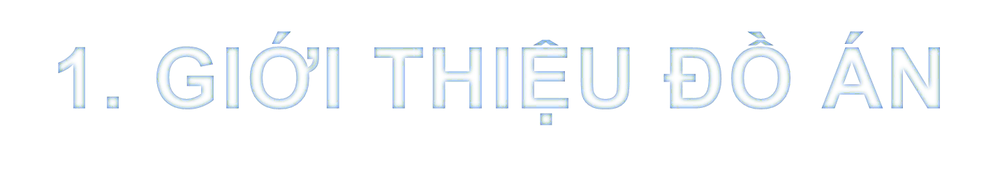 1. GIỚI THIỆU ĐỒ ÁN